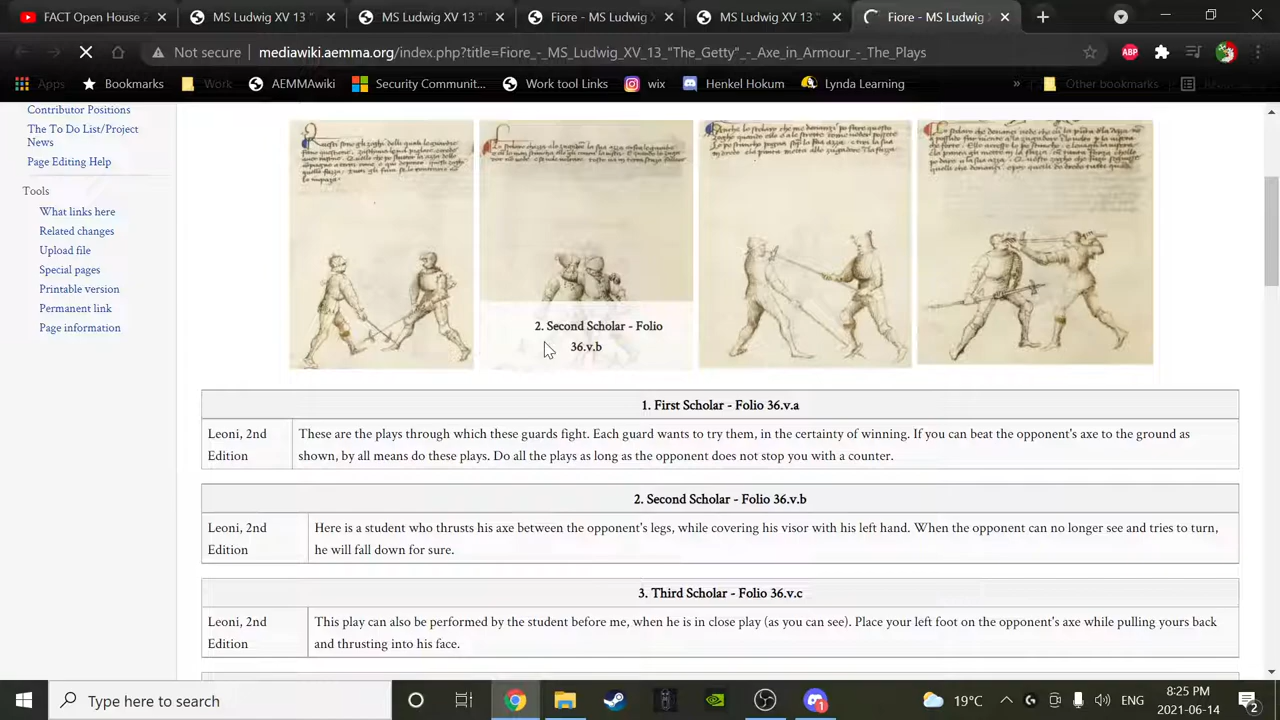 FACT Open House 2
MS Ludwig XV 13 "
MS Ludwig XV 13 "
Fiore - MS Ludwig
MS Ludwig XV 13 "
Fiore - MS Ludwig
Not secure
mediawiki.aemma.org/index.php?title=Fiore_-_MS_Ludwig_XV_13_"The_Getty"_-_Axe_in_Armour_-_The_Plays
ABP
Apps
Bookmarks
Work
AEMMAwiki
Security Communit...
Work tool Links
wix
Henkel Hokum
Lynda Learning
»
Other bookmarks
Contributor Positions
The To Do List/Project
News
Page Editing Help
Tools
What links here
Related changes
Upload file
Special pages
Printable version
Permanent link
Page information
2. Second Scholar - Folio
36.v.b
1. First Scholar - Folio 36.v.a
Leoni, 2nd
Edition
These are the plays through which these guards fight. Each guard wants to try them, in the certainty of winning. If you can beat the opponent's axe to the ground as
shown, by all means do these plays. Do all the plays as long as the opponent does not stop you with a counter.
2. Second Scholar - Folio 36.v.b
Leoni, 2nd
Edition
Here is a student who thrusts his axe between the opponent's legs, while covering his visor with his left hand. When the opponent can no longer see and tries to turn,
he will fall down for sure.
3. Third Scholar - Folio 36.v.c
Leoni, 2nd
Edition
This play can also be performed by the student before me, when he is in close play (as you can see). Place your left foot on the opponent's axe while pulling yours back
and thrusting into his face.
Type here to search
1
19°C
ENG
8:25 PM
2021-06-14
2